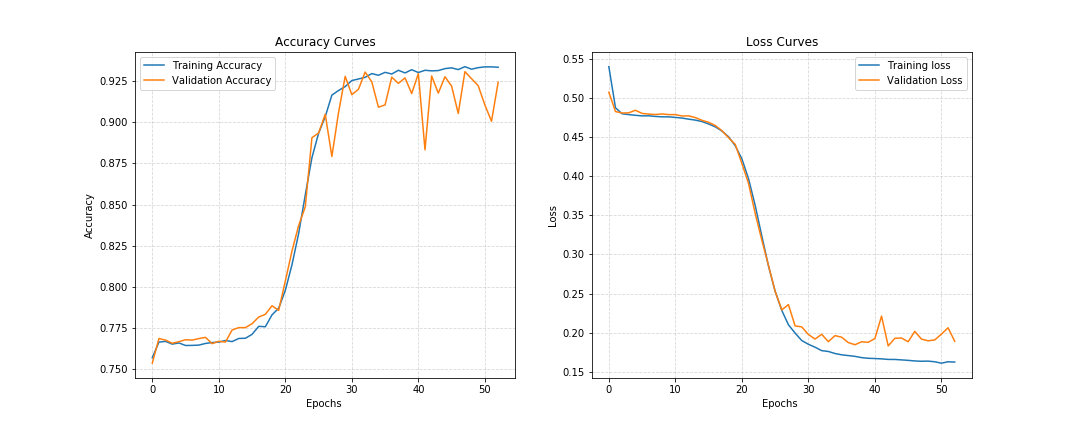 Accuracy Curves
Training Accuracy
Validation Accuracy
0.925
0.900
0.875
0.850
0.825
0.800
0.775
0.750
Accuracy
0 10 20 30 40 50
Epochs
Loss Curves
Training loss
Validation Loss
0.55
0.50
0.45
0.40
0.35
0.30
0.25
0.20
0.15
Loss
0 10 20 30 40 50
Epochs